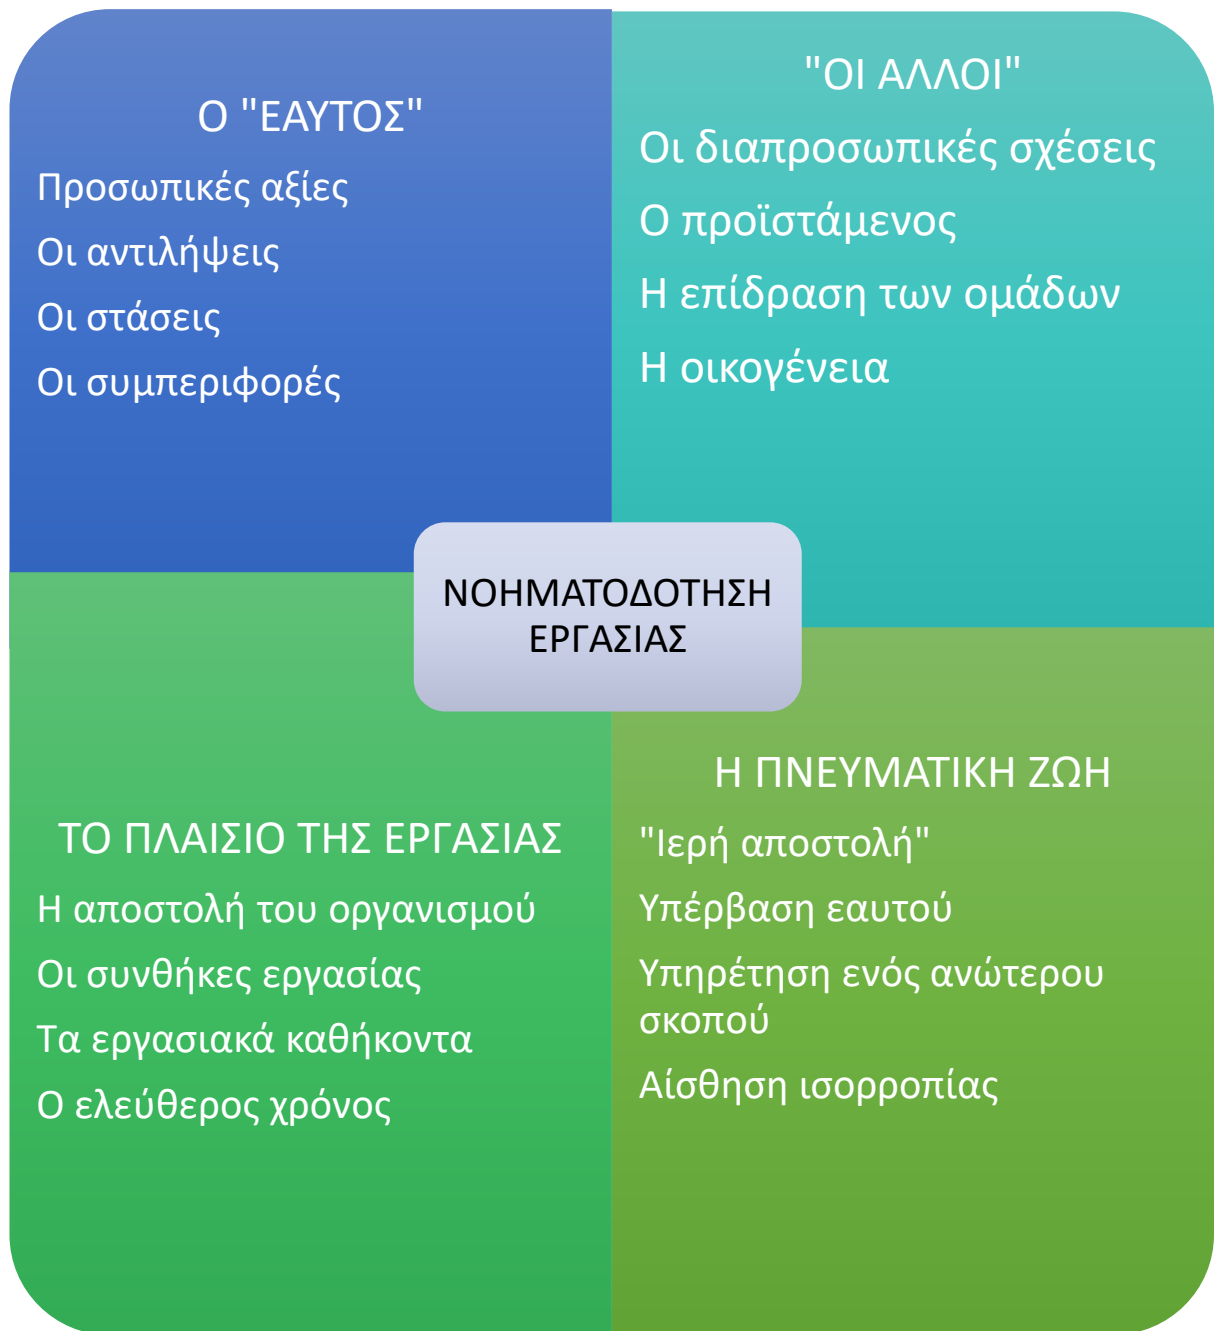 Ο "ΕΑΥΤΟΣ"
Προσωπικές αξίες
Οι αντιλήψεις
Οι στάσεις
Οι συμπεριφορές
"ΟΙ ΑΛΛΟΙ"
Οι διαπροσωπικές σχέσεις
Ο προϊστάμενος
Η επίδραση των ομάδων
Η οικογένεια
ΝΟΗΜΑΤΟΔΟΤΗΣΗ
ΕΡΓΑΣΙΑΣ
ΤΟ ΠΛΑΙΣΙΟ ΤΗΣ ΕΡΓΑΣΙΑΣ
Η αποστολή του οργανισμού
Οι συνθήκες εργασίας
Τα εργασιακά καθήκοντα
Ο ελεύθερος χρόνος
Η ΠΝΕΥΜΑΤΙΚΗ ΖΩΗ
"Ιερή αποστολή"
Υπέρβαση εαυτού
Υπηρέτηση ενός ανώτερου
σκοπού
Αίσθηση ισορροπίας